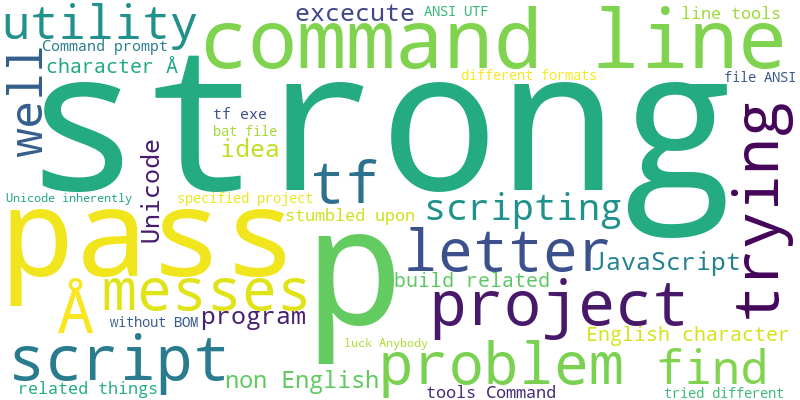 utility
excecute
ANSI UTF
line tools
command line
Command prompt
well
character Å
different formats
file ANSI
strong
tf exe
bat file
idea
Unicode
trying
tf
Unicode inherently
specified project
pass
stumbled upon
scripting
p
letter
JavaScript
build related
messes
Å
project
without BOM
program
English character
script
luck Anybody
problem
find
non English
related things
tools Command
tried different